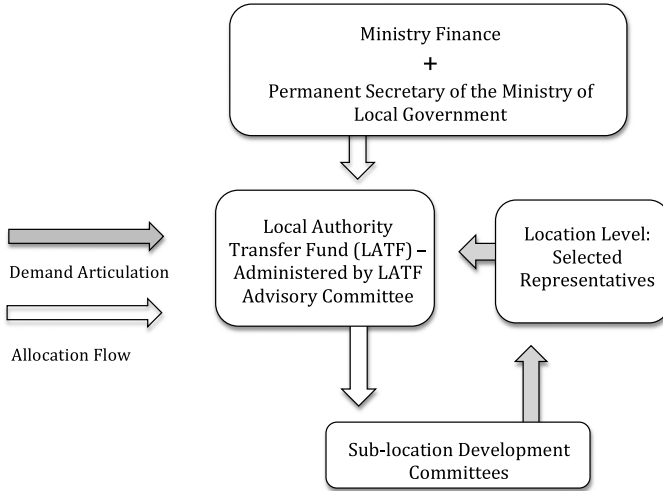 Ministry Finance
+
Permanent Secretary of the Ministry of
Local Government
Local Authority
Transfer Fund (LATF) –
Administered by LATF
Advisory Committee
Location Level:
Selected
Representatives
Demand Articulation
Allocation Flow
Sub-location Development
Committees